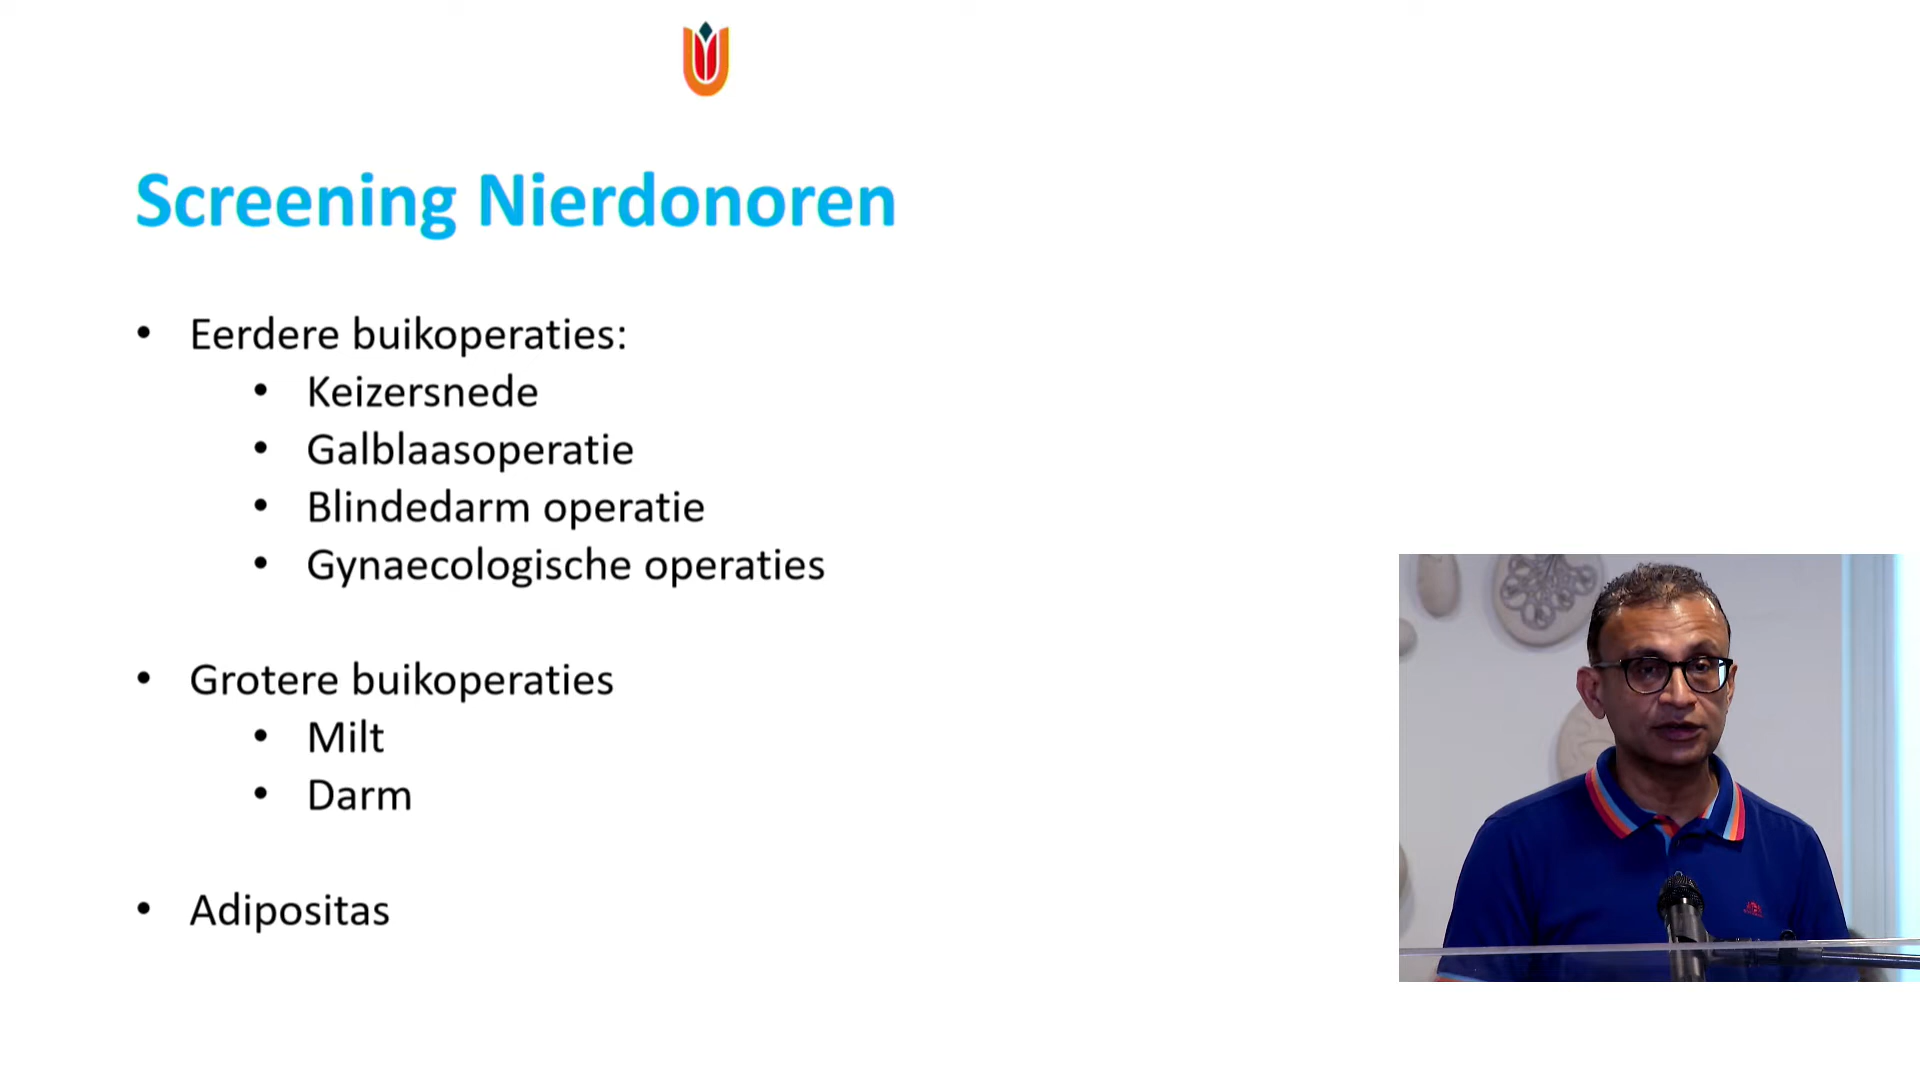 Screening Nierdonoren
• Eerdere buikoperaties:
• Keizersnede
• Galblaasoperatie
• Blindedarm operatie
• Gynaecologische operaties
• Grotere buikoperaties
• Milt
• Darm
• Adipositas